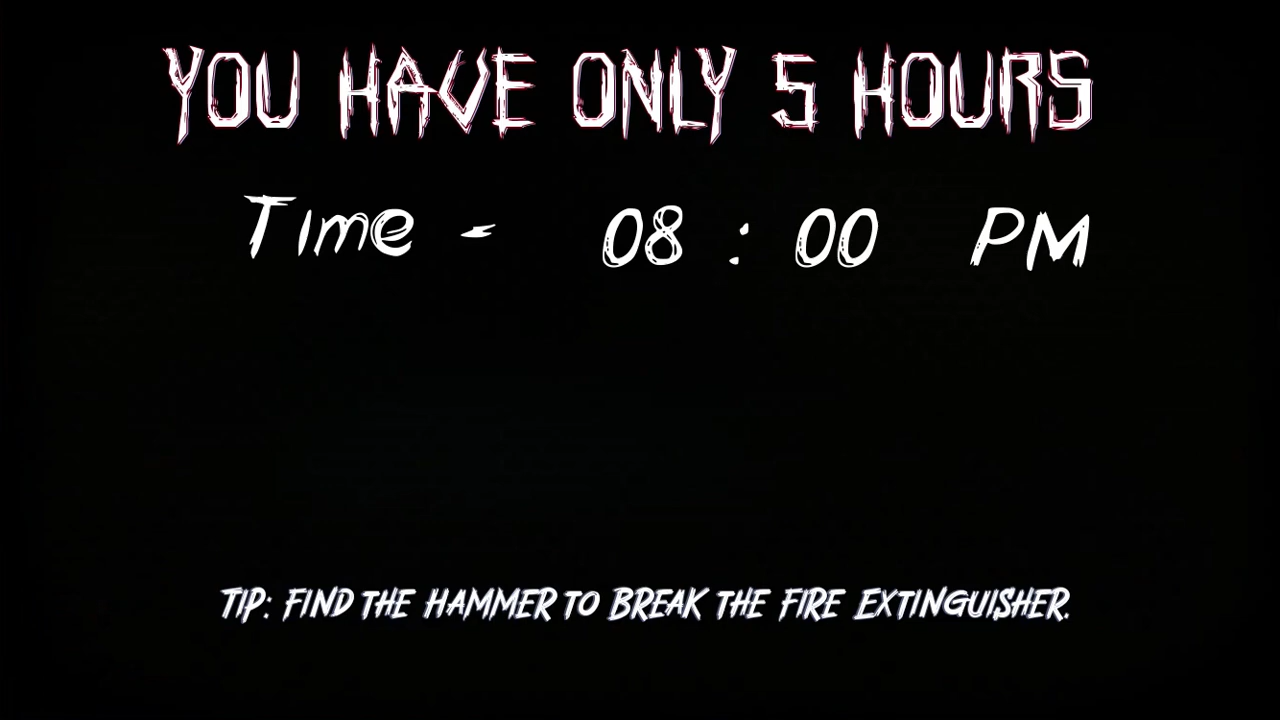 YOU HAVE ONLY 5 HOURS
Time - 08 : 00 PM
TIP: FIND THE HAMMER TO BREAK THE FIRE EXTINGUISHER.